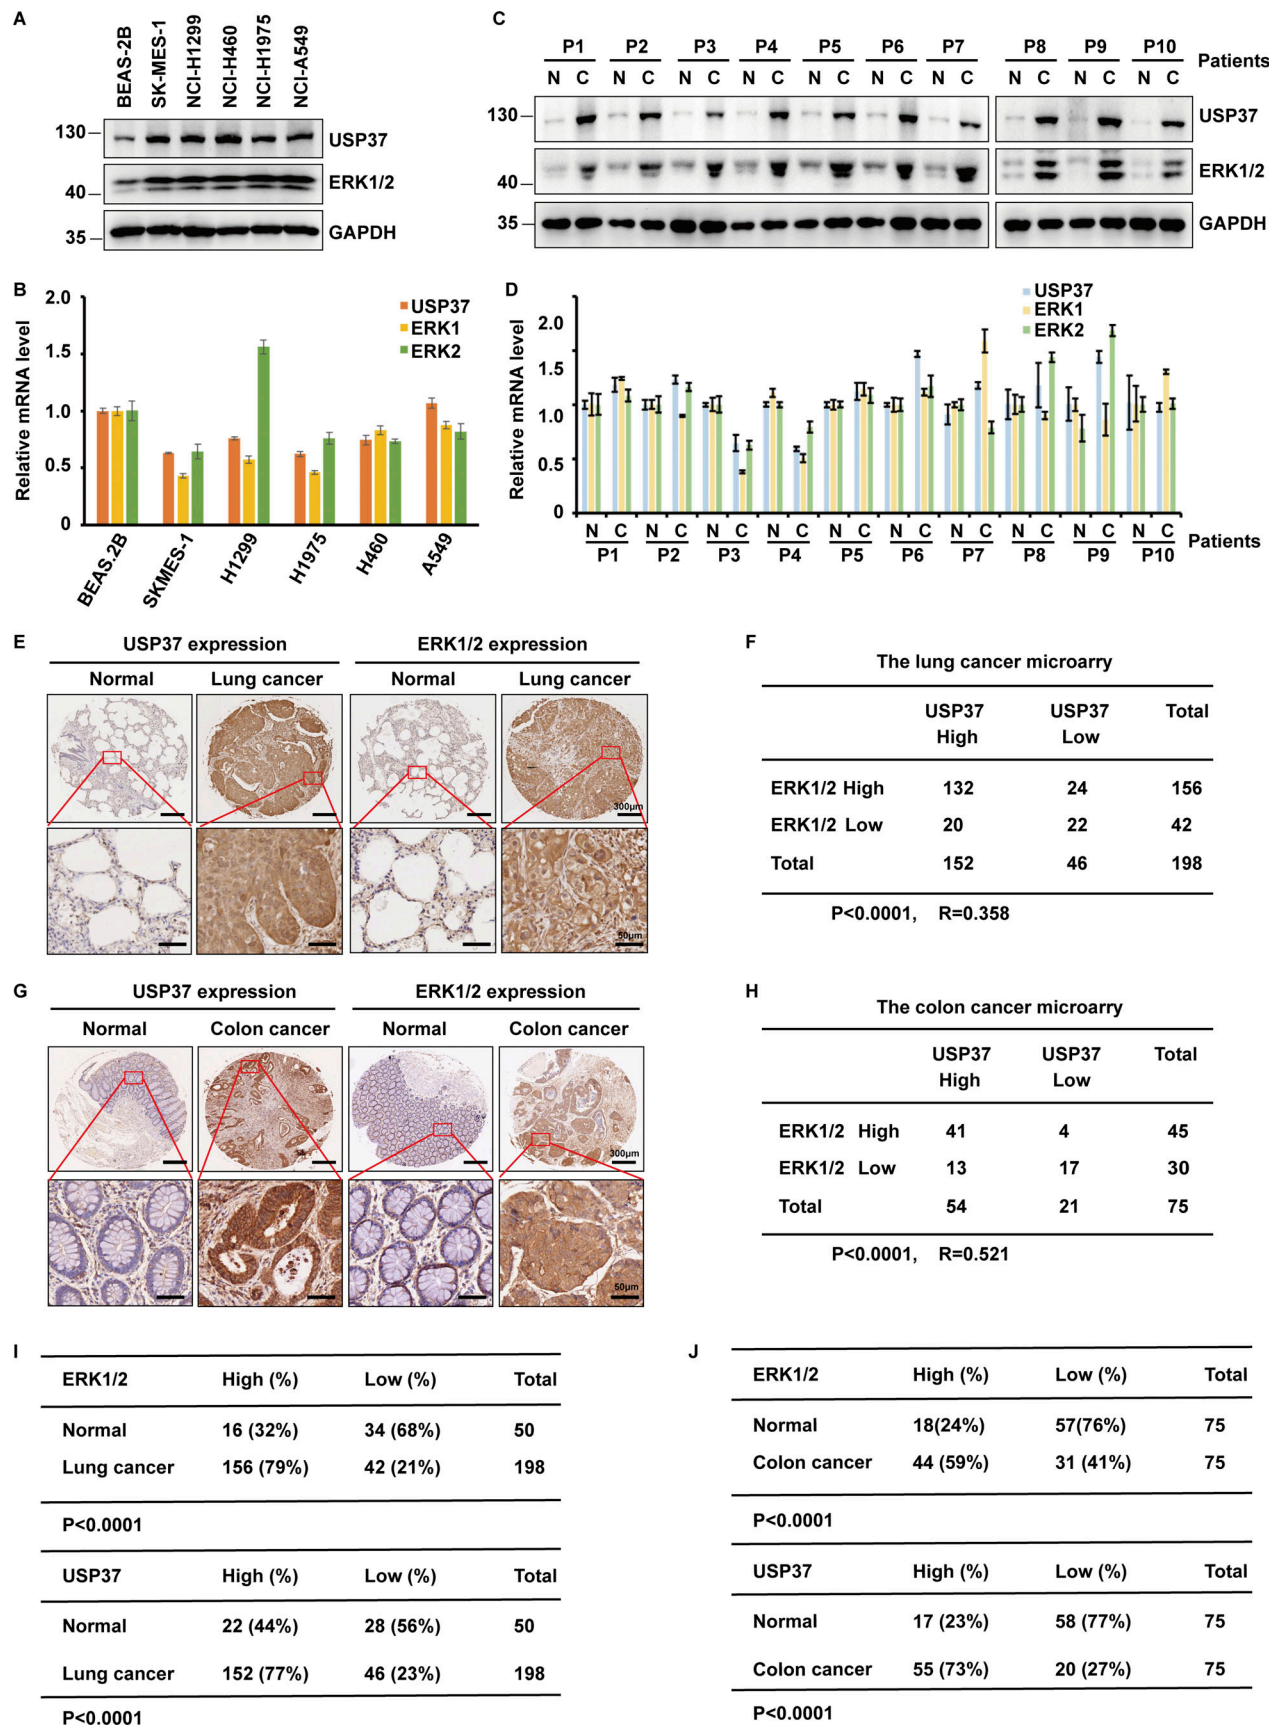 A
BEAS-2B
SK-MES-1
NCI-H1299
NCI-H460
NCI-H1975
NCI-A549
130
USP37
40
ERK1/2
35
GAPDH
C
P1 P2 P3 P4 P5 P6 P7 P8 P9 P10 Patients
N C N C N C N C N C N C N C N C N C N C
130
USP37
40
ERK1/2
35
GAPDH
B
Relative mRNA level
2.0
1.5
1.0
0.5
0
USP37
ERK1
ERK2
BEAS.2B
SKMES-1
H1299
H1975
H460
A549
D
Relative mRNA level
2.0
1.5
1.0
0.5
0
USP37
ERK1
ERK2
N C N C N C N C N C N C N C N C N C N C
P1 P2 P3 P4 P5 P6 P7 P8 P9 P10 Patients
E
USP37 expression ERK1/2 expression
Normal Lung cancer Normal Lung cancer
300μm
50μm
F
The lung cancer microarry
USP37 High USP37 Low Total
ERK1/2 High 132 24 156
ERK1/2 Low 20 22 42
Total 152 46 198
P<0.0001, R=0.358
G
USP37 expression ERK1/2 expression
Normal Colon cancer Normal Colon cancer
300μm
50μm
H
The colon cancer microarry
USP37 High USP37 Low Total
ERK1/2 High 41 4 45
ERK1/2 Low 13 17 30
Total 54 21 75
P<0.0001, R=0.521
I
ERK1/2 High (%) Low (%) Total
Normal 16 (32%) 34 (68%) 50
Lung cancer 156 (79%) 42 (21%) 198
P<0.0001
USP37 High (%) Low (%) Total
Normal 22 (44%) 28 (56%) 50
Lung cancer 152 (77%) 46 (23%) 198
P<0.0001
J
ERK1/2 High (%) Low (%) Total
Normal 18(24%) 57(76%) 75
Colon cancer 44 (59%) 31 (41%) 75
P<0.0001
USP37 High (%) Low (%) Total
Normal 17 (23%) 58 (77%) 75
Colon cancer 55 (73%) 20 (27%) 75
P<0.0001